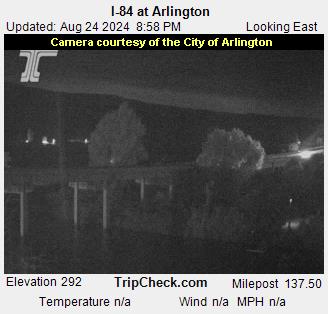 I-84 at Arlington
Updated: Aug 24 2024 8:58 PM Looking East
Camera courtesy of the City of Arlington
Elevation 292 TripCheck.com Milepost 137.50
Temperature n/a Wind n/a MPH n/a